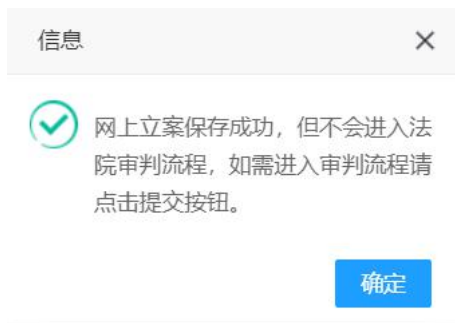 信息
网上立案保存成功，但不会进入法
院审判流程，如需进入审判流程请
点击提交按钮。
确定